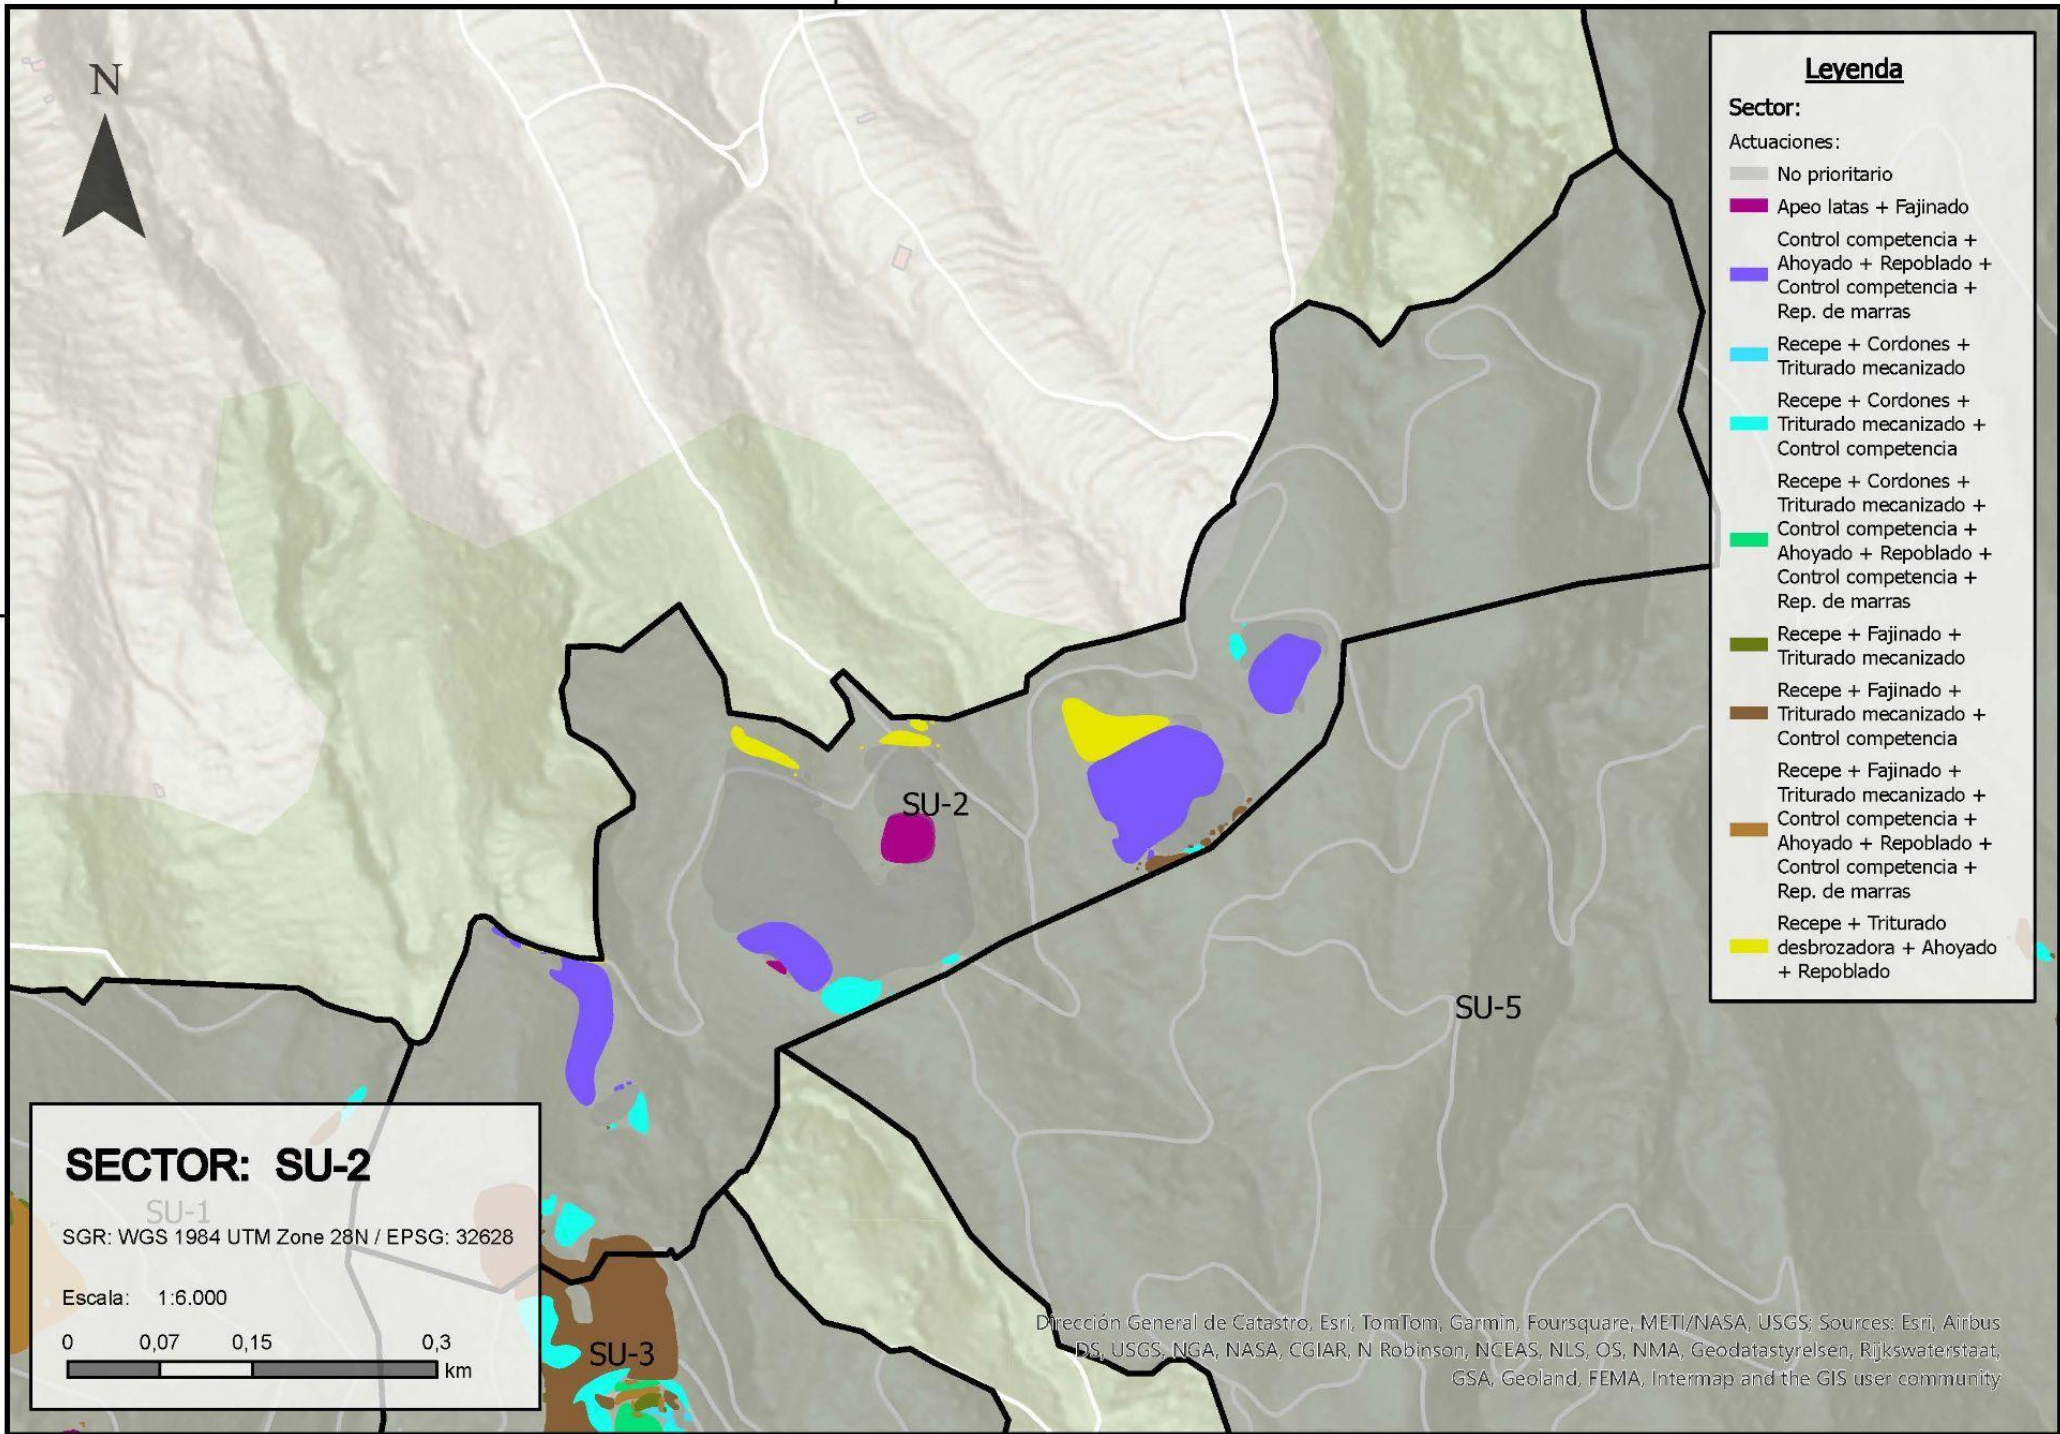 N
Leyenda
Sector:
Actuaciones:
No prioritario
Apeo latas + Fajinado
Control competencia +
Ahoyado + Repoblado +
Control competencia +
Rep. de marras
Recepe + Cordones +
Triturado mecanizado
Recepe + Cordones +
Triturado mecanizado +
Control competencia
Recepe + Cordones +
Triturado mecanizado +
Control competencia +
Ahoyado + Repoblado +
Control competencia +
Rep. de marras
Recepe + Fajinado +
Triturado mecanizado
Recepe + Fajinado +
Triturado mecanizado +
Control competencia
Recepe + Fajinado +
Triturado mecanizado +
Control competencia +
Ahoyado + Repoblado +
Control competencia +
Rep. de marras
Recepe + Triturado
desbrozadora + Ahoyado
+ Repoblado
SU-2
SU-5
SECTOR: SU-2
SU-1
SGR: WGS 1984 UTM Zone 28N / EPSG: 32628
Escala: 1:6.000
0 0,07 0,15 0,3
km
SU-3
Dirección General de Catastro, Esri, TomTom, Garmin, Foursquare, METI/NASA, USGS; Sources: Esri, Airbus
DS, USGS, NGA, NASA, CGIAR, N Robinson, NCEAS, NLS, OS, NMA, Geodatastyrelsen, Rijkswaterstaat,
GSA, Geoland, FEMA, Intermap and the GIS user community